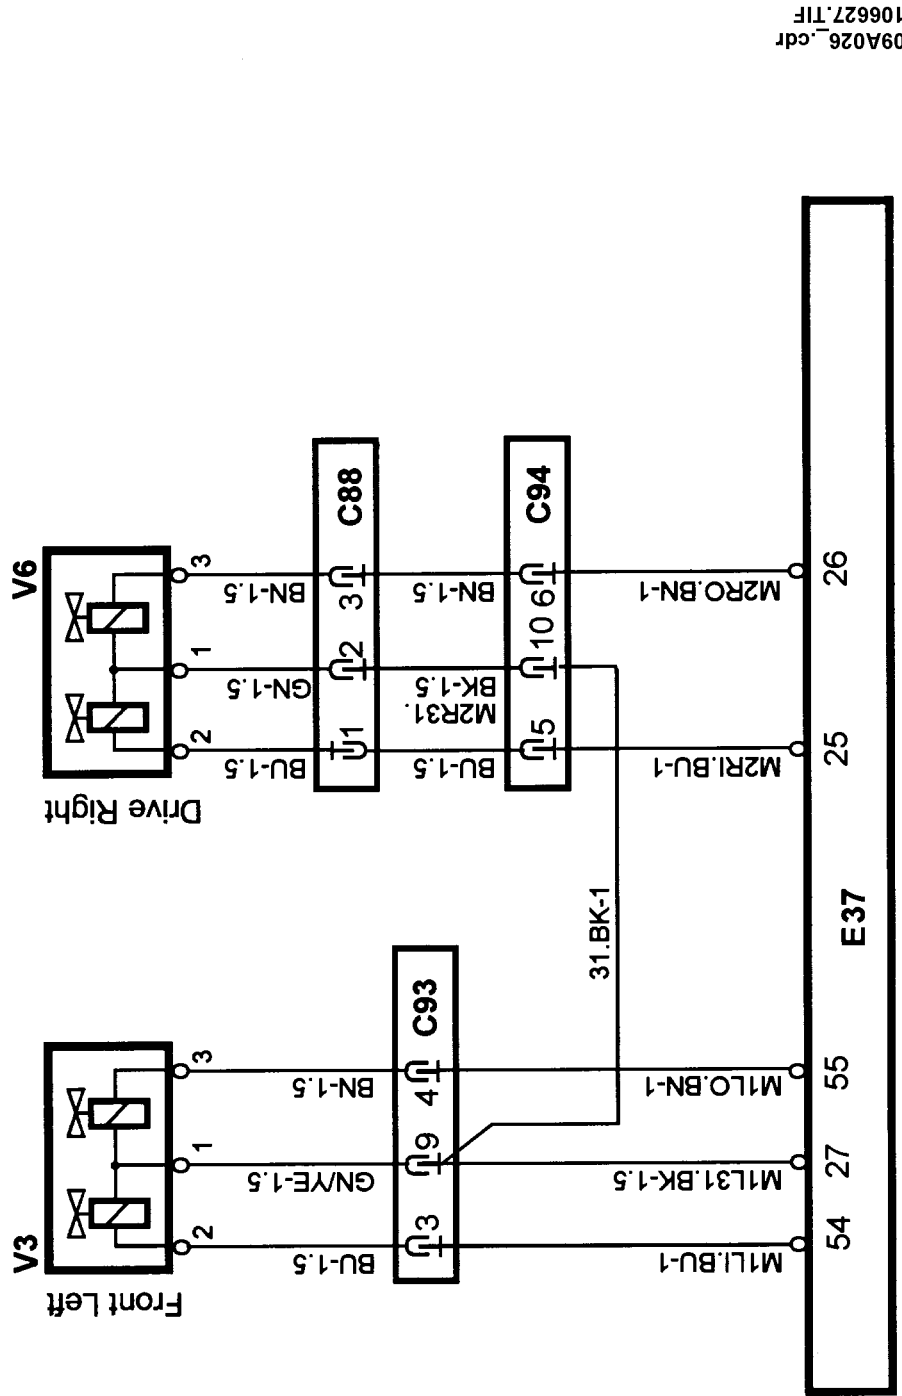 109A026_.cdr
106627.TIF
V6
Drive Right
2
1
3
BU-1.5
GN-1.5
BN-1.5
C88
1
2
3
BU-1.5
M2R31.
BK-1.5
BN-1.5
C94
5
10
6
M2RI.BU-1
M2RO.BN-1
31.BK-1
25
26
V3
Front Left
2
1
3
BU-1.5
GN/YE-1.5
BN-1.5
C93
3
9
4
M1LI.BU-1
M1L31.BK-1.5
M1LO.BN-1
54
27
55
E37